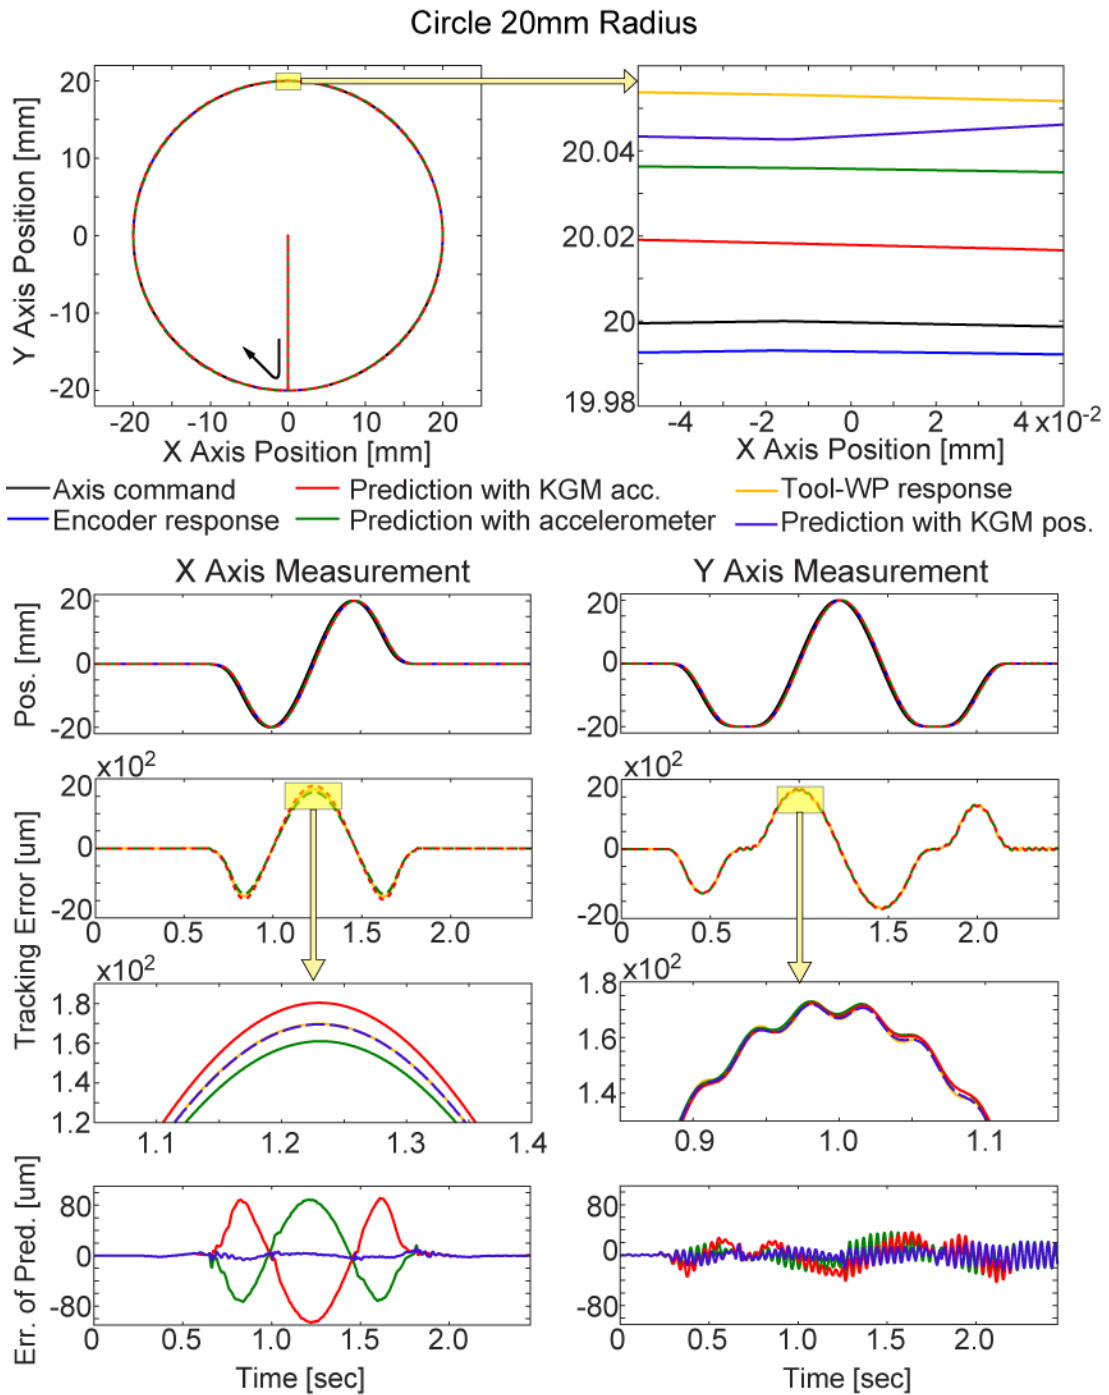 Circle 20mm Radius
Y Axis Position [mm]
20
10
0
-10
-20
-20 -10 0 10 20
X Axis Position [mm]
20.04
20.02
20
19.98
-4 -2 0 2 4 x10-2
X Axis Position [mm]
Axis command
Prediction with KGM acc.
Tool-WP response
Encoder response
Prediction with accelerometer
Prediction with KGM pos.
X Axis Measurement
Y Axis Measurement
Pos. [mm]
20
0
-20
20
0
-20
Tracking Error [um]
x10²
20
0
-20
0 0.5 1.0 1.5 2.0
x10²
20
0
-20
0 0.5 1.0 1.5 2.0
x10²
1.8
1.6
1.4
1.2
1.1 1.2 1.3 1.4
x10²
1.8
1.6
1.4
0.9 1.0 1.1
Err. of Pred. [um]
80
0
-80
0 0.5 1.0 1.5 2.0
Time [sec]
80
0
-80
0 0.5 1.0 1.5 2.0
Time [sec]